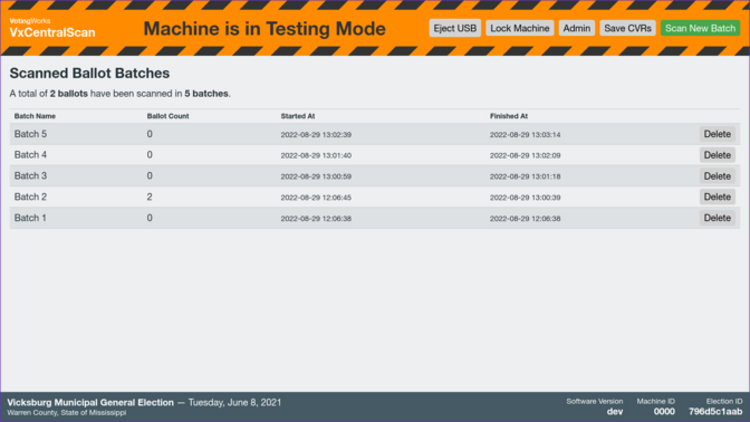 VotingWorks
VxCentralScan
Machine is in Testing Mode
Eject USB Lock Machine Admin Save CVRs Scan New Batch
Scanned Ballot Batches
A total of 2 ballots have been scanned in 5 batches.
Batch Name Ballot Count Started At Finished At
Batch 5 0 2022-08-29 13:02:39 2022-08-29 13:03:14 Delete
Batch 4 0 2022-08-29 13:01:40 2022-08-29 13:02:09 Delete
Batch 3 0 2022-08-29 13:00:59 2022-08-29 13:01:18 Delete
Batch 2 2 2022-08-29 12:06:45 2022-08-29 13:00:39 Delete
Batch 1 0 2022-08-29 12:06:38 2022-08-29 12:06:38 Delete
Vicksburg Municipal General Election — Tuesday, June 8, 2021
Warren County, State of Mississippi
Software Version Machine ID Election ID
dev 0000 796d5c1aab